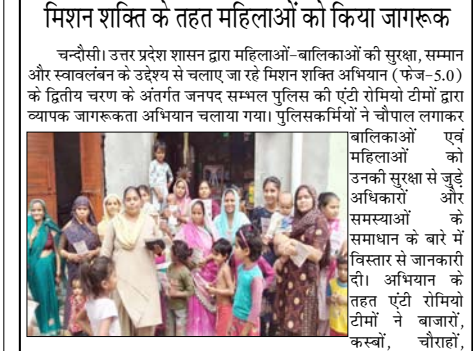 मिशन शक्ति के तहत महिलाओं को किया जागरूक
चन्दौसी। उत्तर प्रदेश शासन द्वारा महिलाओं-बालिकाओं की सुरक्षा, सम्मान
और स्वावलंबन के उद्देश्य से चलाए जा रहे मिशन शक्ति अभियान (फेज-5.0)
के द्वितीय चरण के अंतर्गत जनपद सम्भल पुलिस की एंटी रोमियो टीमों द्वारा
व्यापक जागरूकता अभियान चलाया गया। पुलिसकर्मियों ने चौपाल लगाकर
बालिकाओं एवं
महिलाओं को
उनकी सुरक्षा से जुड़े
अधिकारों और
समस्याओं के
समाधान के बारे में
विस्तार से जानकारी
दी। अभियान के
तहत एंटी रोमियो
टीमों ने बाजारों,
कस्बों, चौराहों,